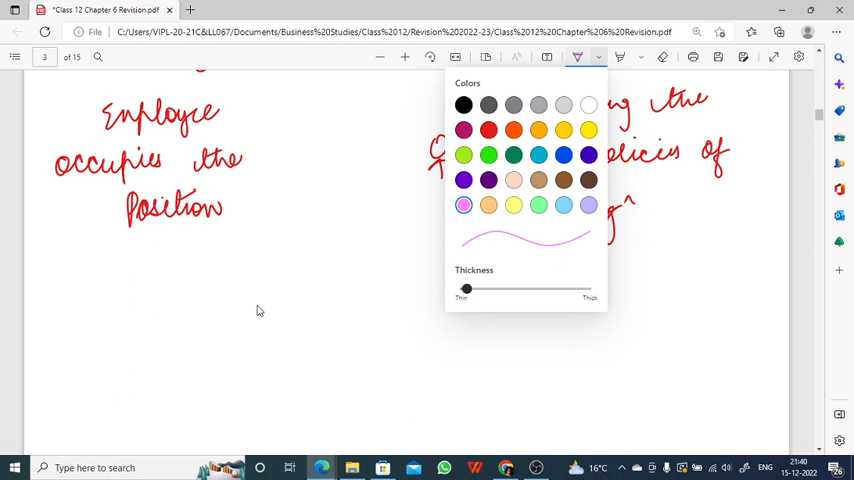 *Class 12 Chapter 6 Revision.pdf
File
C:/Users/VIPL-20-21C&LL067/Documents/Business%20Studies/Class%2012/Revision%202022-23/Class%2012%20Chapter%206%20Revision.pdf
3 of 15
Colors
Employee
the
occupies the
policies of
Position
Thickness
Thin Thick
Type here to search
16°C
ENG
21:40
15-12-2022
26